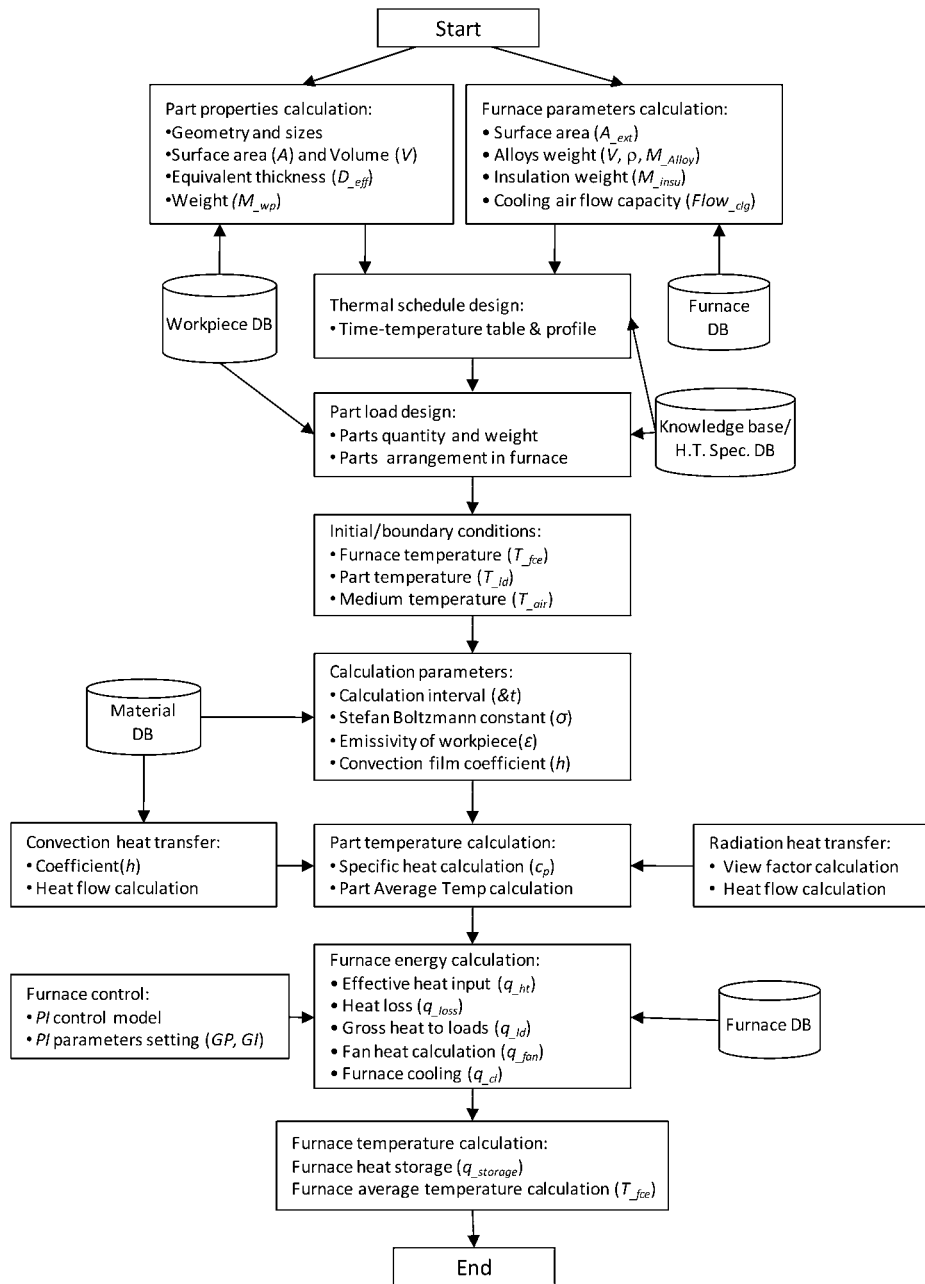 Start
Part properties calculation:
•Geometry and sizes
•Surface area (A) and Volume (V)
•Equivalent thickness (D_eff)
•Weight (M_wp)
Furnace parameters calculation:
• Surface area (A_ext)
• Alloys weight (V, ρ, M_Alloy)
• Insulation weight (M_insu)
• Cooling air flow capacity (Flow_clg)
Workpiece DB
Thermal schedule design:
• Time-temperature table & profile
Furnace
DB
Part load design:
• Parts quantity and weight
• Parts arrangement in furnace
Knowledge base/
H.T. Spec. DB
Initial/boundary conditions:
• Furnace temperature (T_fce)
• Part temperature (T_ld)
• Medium temperature (T_air)
Material
DB
Calculation parameters:
• Calculation interval (&t)
• Stefan Boltzmann constant (σ)
• Emissivity of workpiece(ε)
• Convection film coefficient (h)
Convection heat transfer:
• Coefficient(h)
• Heat flow calculation
Part temperature calculation:
• Specific heat calculation (c_p)
• Part Average Temp calculation
Radiation heat transfer:
• View factor calculation
• Heat flow calculation
Furnace control:
• PI control model
• PI parameters setting (GP, GI)
Furnace energy calculation:
• Effective heat input (q_ht)
• Heat loss (q_loss)
• Gross heat to loads (q_ld)
• Fan heat calculation (q_fan)
• Furnace cooling (q_cl)
Furnace DB
Furnace temperature calculation:
Furnace heat storage (q_storage)
Furnace average temperature calculation (T_fce)
End